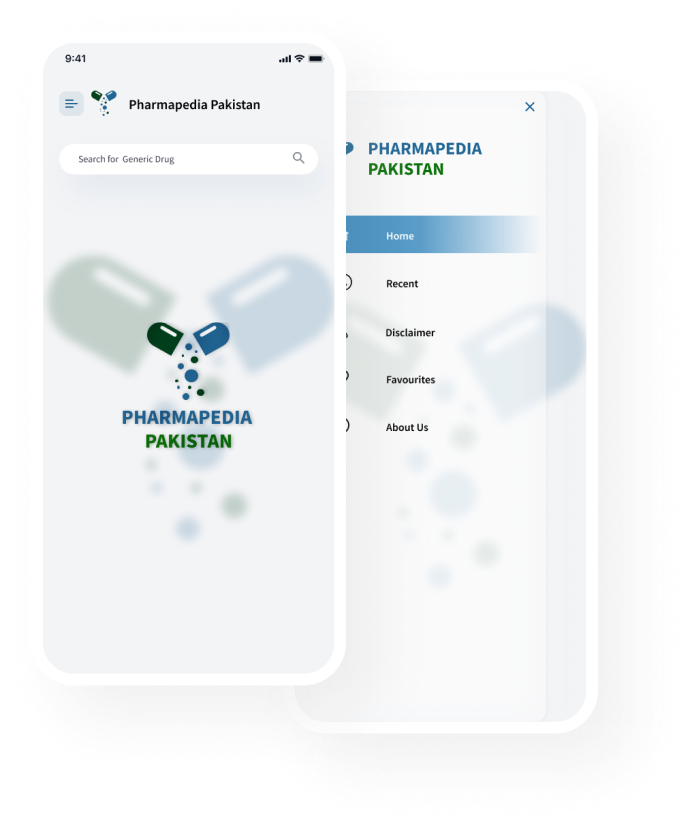 9:41
Pharmapedia Pakistan
Search for Generic Drug
PHARMAPEDIA
PAKISTAN
PHARMAPEDIA
PAKISTAN
Home
Recent
Disclaimer
Favourites
About Us